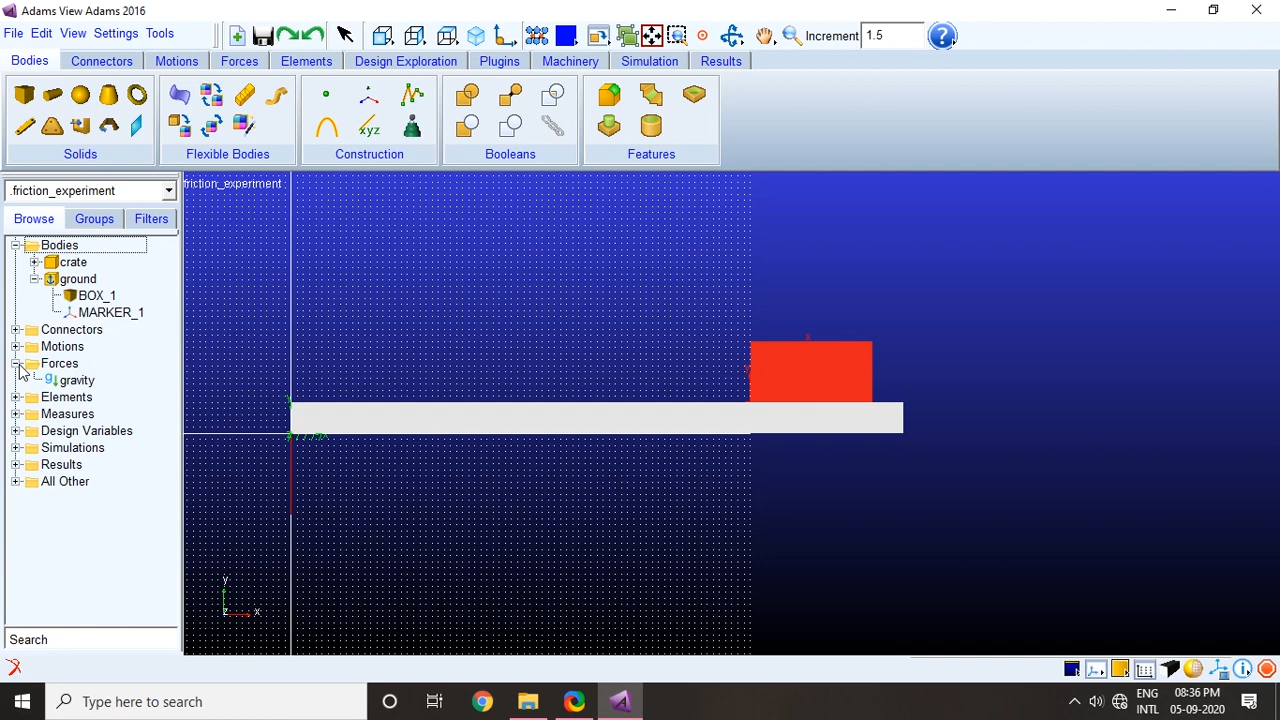 Adams View Adams 2016
File Edit View Settings Tools
Increment 1.5
Bodies Connectors Motions Forces Elements Design Exploration Plugins Machinery Simulation Results
xyz
Solids Flexible Bodies Construction Booleans Features
.friction_experiment
friction_experiment
Browse Groups Filters
Bodies
crate
ground
BOX_1
MARKER_1
Connectors
Motions
Forces
gravity
Elements
Measures
Design Variables
Simulations
Results
All Other
y
z x
Search
Type here to search
ENG
INTL
08:36 PM
05-09-2020